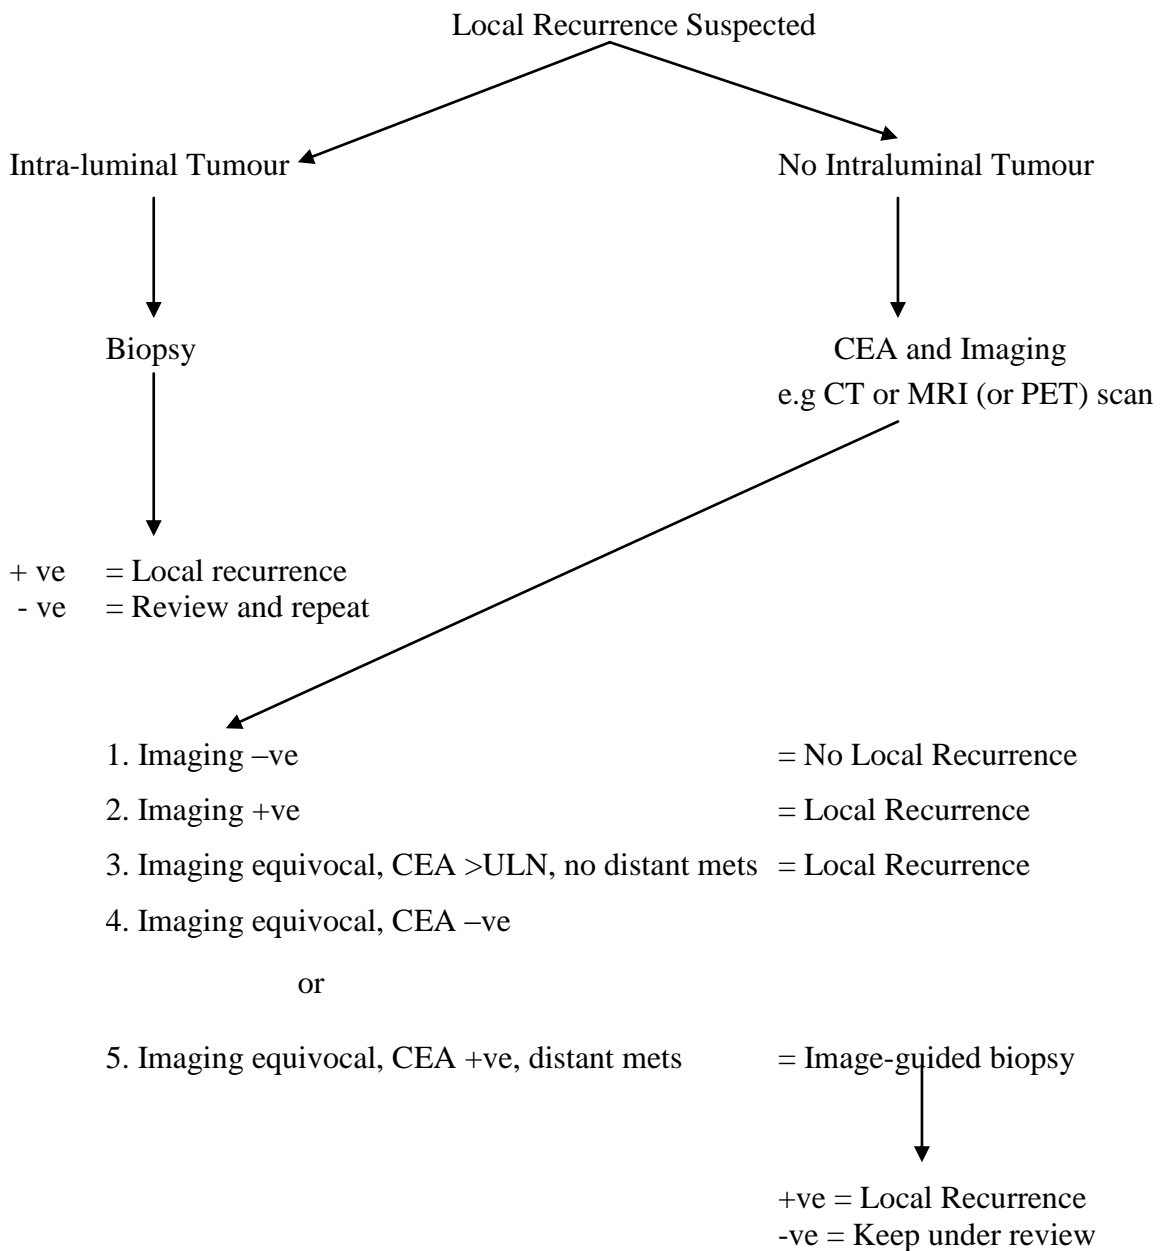 Local Recurrence Suspected
Intra-luminal Tumour
No Intraluminal Tumour
Biopsy
CEA and Imaging
e.g CT or MRI (or PET) scan
+ ve = Local recurrence
- ve = Review and repeat
1. Imaging –ve = No Local Recurrence
2. Imaging +ve = Local Recurrence
3. Imaging equivocal, CEA >ULN, no distant mets = Local Recurrence
4. Imaging equivocal, CEA –ve
or
5. Imaging equivocal, CEA +ve, distant mets = Image-guided biopsy
+ve = Local Recurrence
-ve = Keep under review